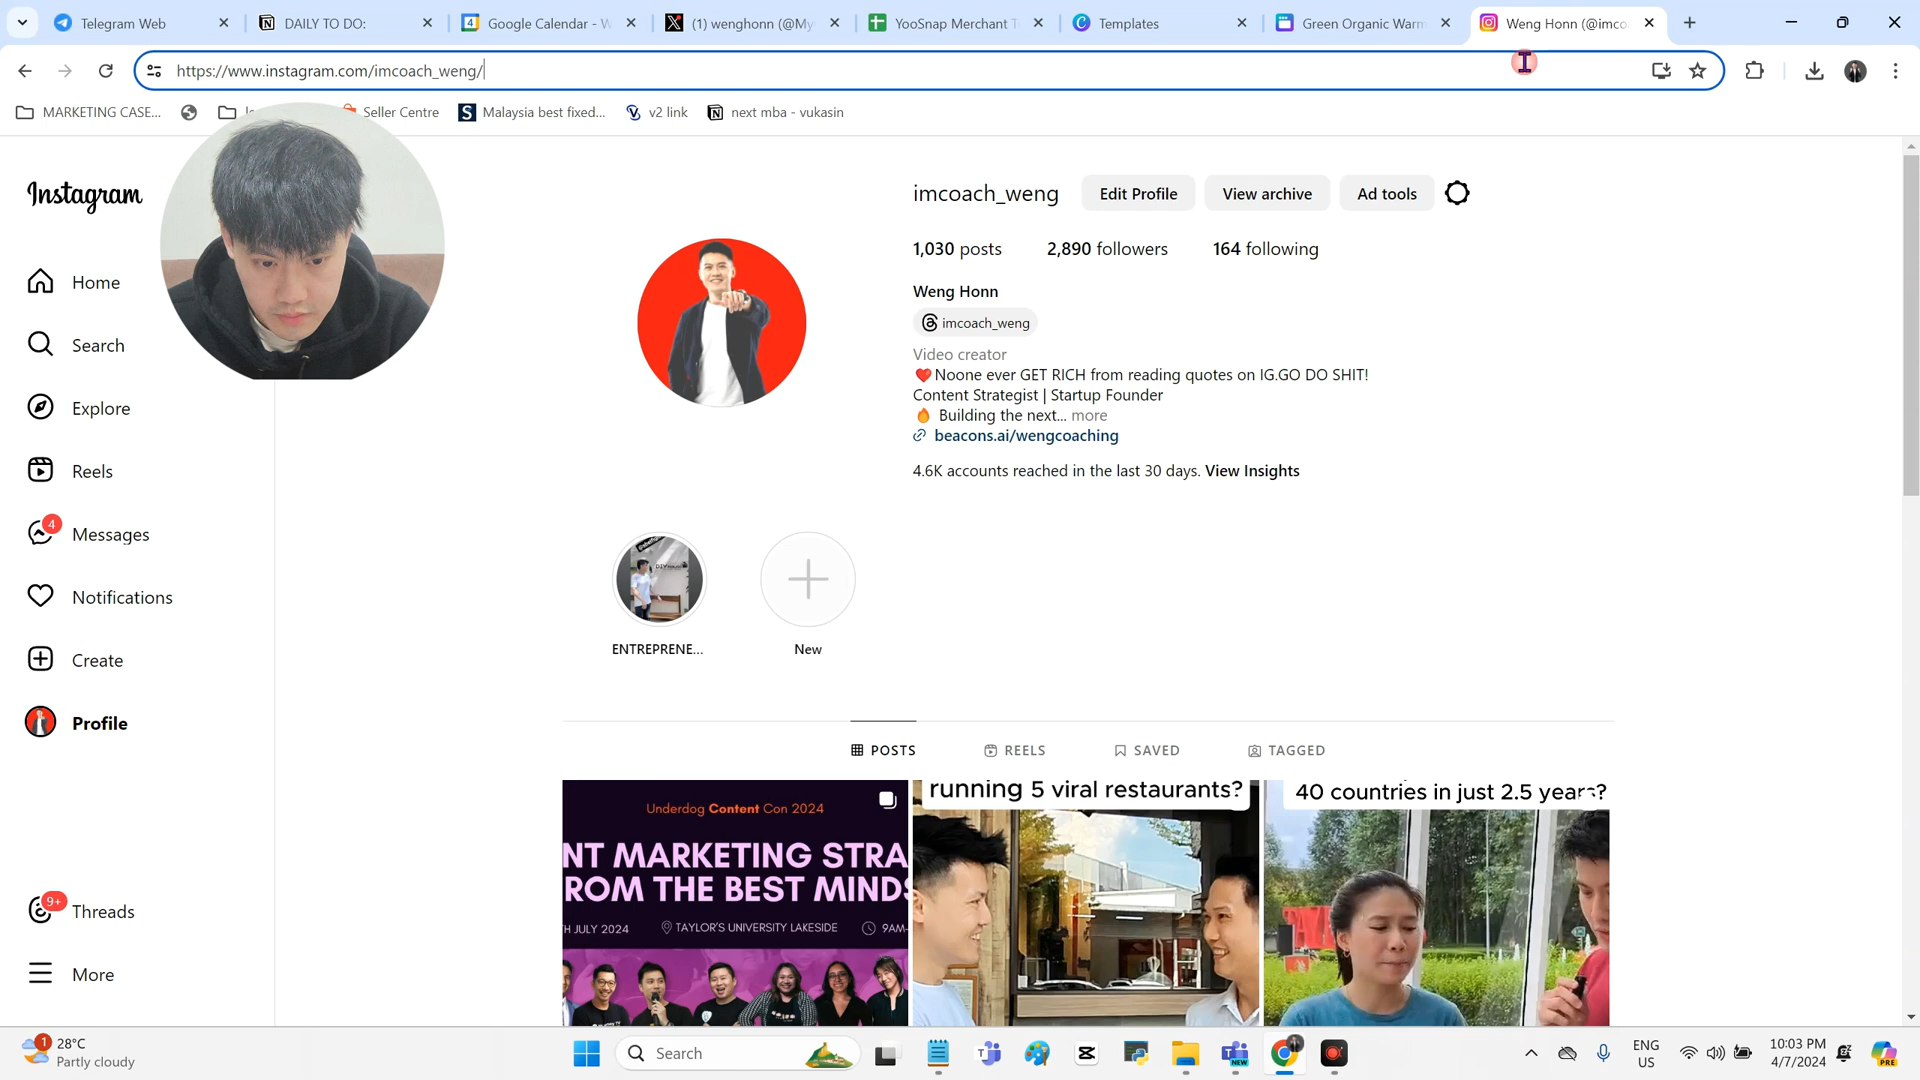 Telegram Web
DAILY TO DO:
Google Calendar - W
(1) wenghonn (@My
YooSnap Merchant T
Templates
Green Organic Warm
Weng Honn (@imco
https://www.instagram.com/imcoach_weng/
MARKETING CASE...
Seller Centre
Malaysia best fixed...
v2 link
next mba - vukasin
Instagram
Home
Search
Explore
Reels
4
Messages
Notifications
Create
Profile
9+
Threads
More
imcoach_weng
Edit Profile
View archive
Ad tools
1,030 posts
2,890 followers
164 following
Weng Honn
imcoach_weng
Video creator
❤️Noone ever GET RICH from reading quotes on IG.GO DO SHIT!
Content Strategist | Startup Founder
🔥 Building the next... more
beacons.ai/wengcoaching
4.6K accounts reached in the last 30 days. View Insights
ENTREPRENE...
New
POSTS
REELS
SAVED
TAGGED
Underdog Content Con 2024
NT MARKETING STRA
ROM THE BEST MINDS
H JULY 2024
TAYLOR'S UNIVERSITY LAKESIDE
9AM-
running 5 viral restaurants?
40 countries in just 2.5 years?
1
28°C
Partly cloudy
Search
NEW
ENG
US
10:03 PM
4/7/2024
PRE